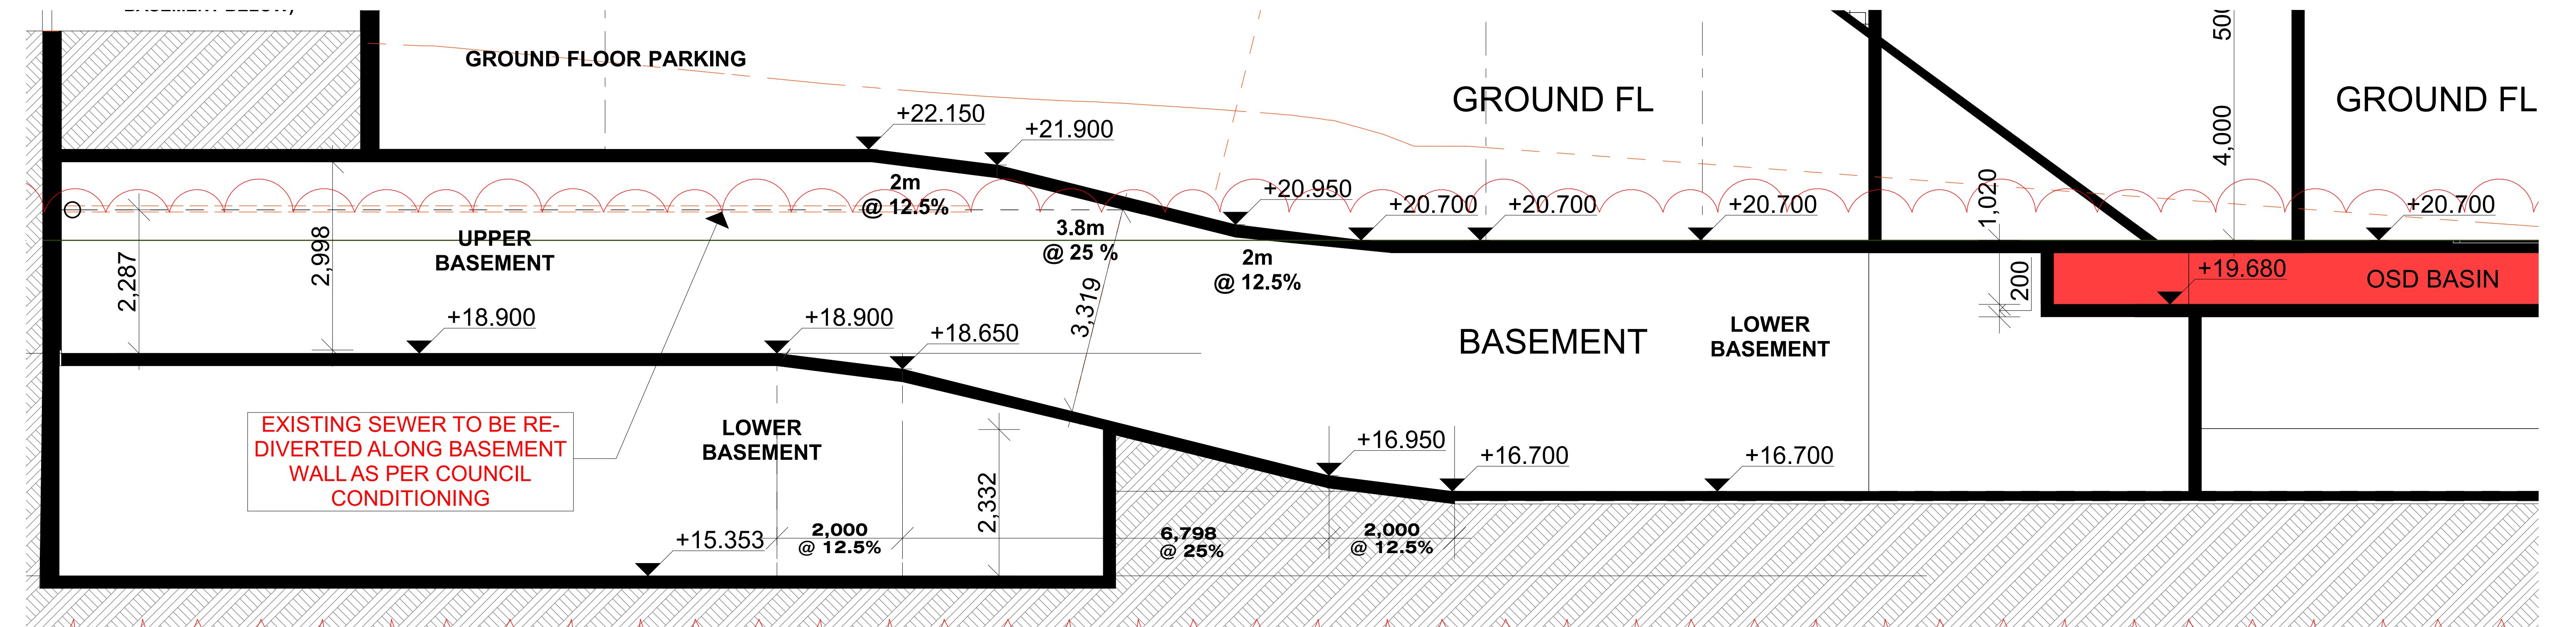 GROUND FLOOR PARKING
+22.150
+21.900
GROUND FL
GROUND FL
4,000
2m
@ 12.5%
+20.950
+20.700
+20.700
+20.700
+20.700
1,020
3.8m
@ 25 %
2m
@ 12.5%
UPPER
BASEMENT
2,287
2,998
3,319
200
+19.680
OSD BASIN
+18.900
+18.900
+18.650
BASEMENT
LOWER
BASEMENT
EXISTING SEWER TO BE RE-
DIVERTED ALONG BASEMENT
WALL AS PER COUNCIL
CONDITIONING
LOWER
BASEMENT
2,332
+16.950
+16.700
+16.700
+15.353
2,000
@ 12.5%
6,798
@ 25%
2,000
@ 12.5%